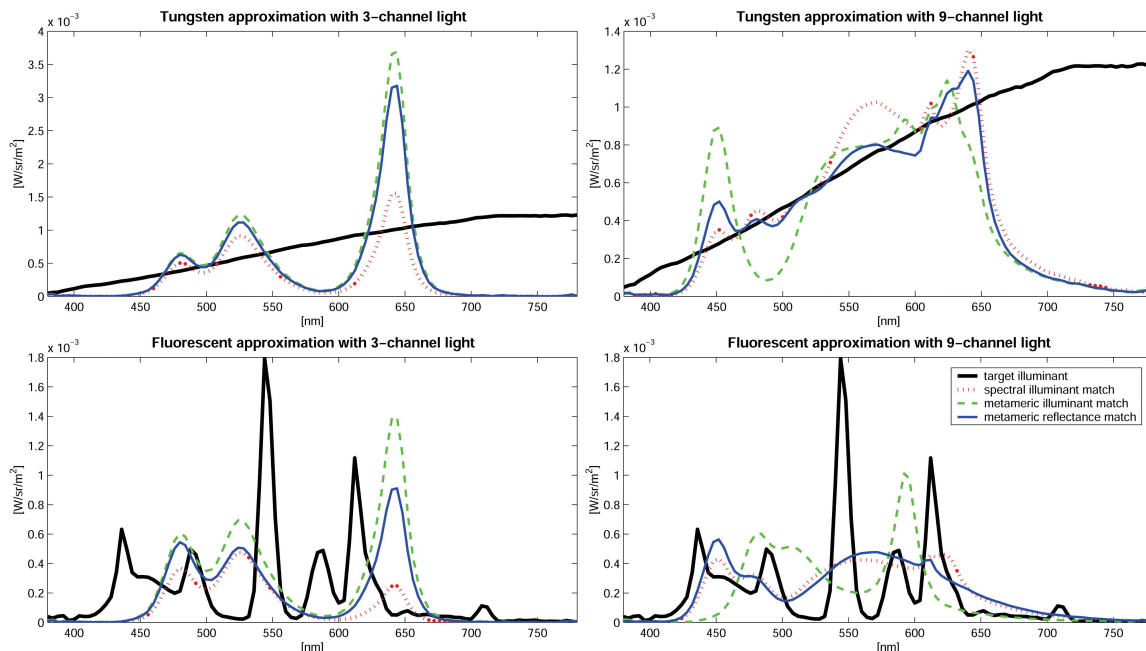 Tungsten approximation with 3-channel light
x 10⁻³
4
3.5
3
2.5
2
1.5
1
0.5
0
[W/sr/m²]
400 450 500 550 600 650 700 750
[nm]
Tungsten approximation with 9-channel light
x 10⁻³
1.4
1.2
1
0.8
0.6
0.4
0.2
0
[W/sr/m²]
400 450 500 550 600 650 700 750
[nm]
Fluorescent approximation with 3-channel light
x 10⁻³
1.8
1.6
1.4
1.2
1
0.8
0.6
0.4
0.2
0
[W/sr/m²]
400 450 500 550 600 650 700 750
[nm]
Fluorescent approximation with 9-channel light
x 10⁻³
1.8
1.6
1.4
1.2
1
0.8
0.6
0.4
0.2
0
[W/sr/m²]
400 450 500 550 600 650 700 750
[nm]
target illuminant
spectral illuminant match
metameric illuminant match
metameric reflectance match